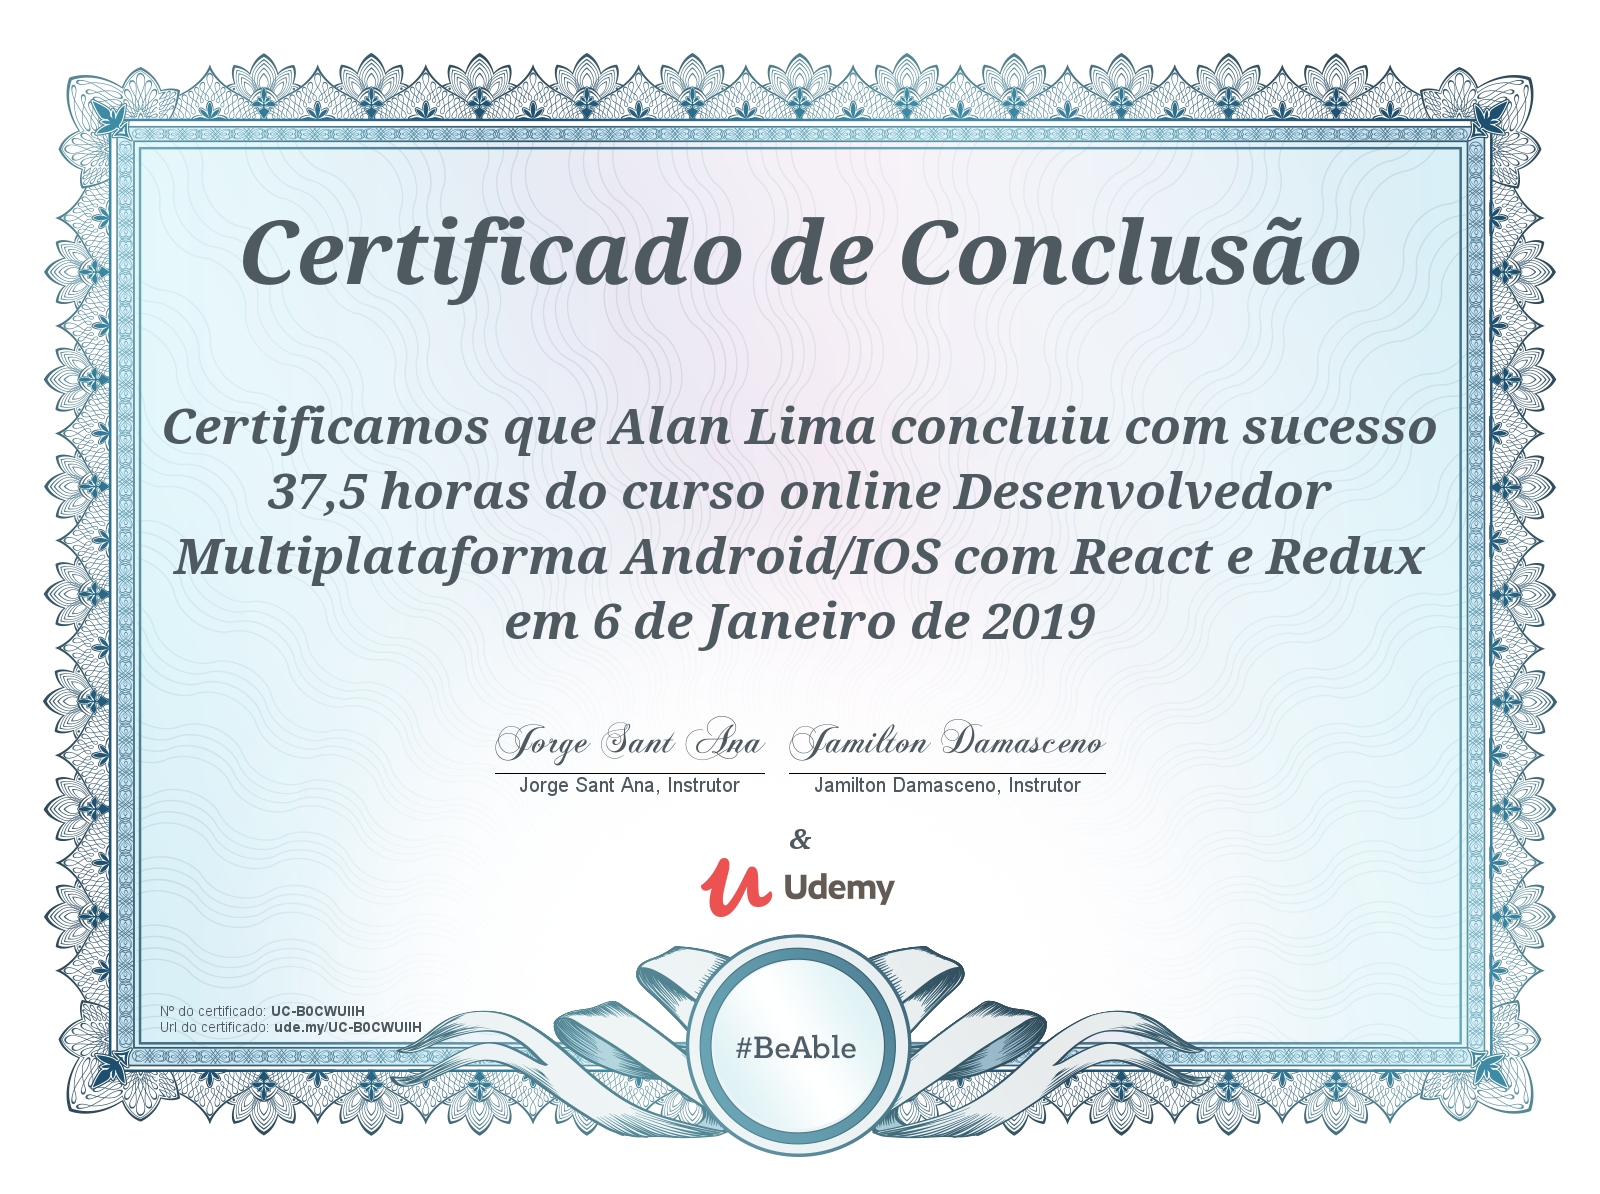 Certificado de Conclusão
Certificamos que Alan Lima concluiu com sucesso
37,5 horas do curso online Desenvolvedor
Multiplataforma Android/IOS com React e Redux
em 6 de Janeiro de 2019
Jorge Sant Ana Jamilton Damasceno
Jorge Sant Ana, Instrutor Jamilton Damasceno, Instrutor
&
Udemy
Nº do certificado: UC-B0CWUIIH
Url do certificado: ude.my/UC-B0CWUIIH
#BeAble